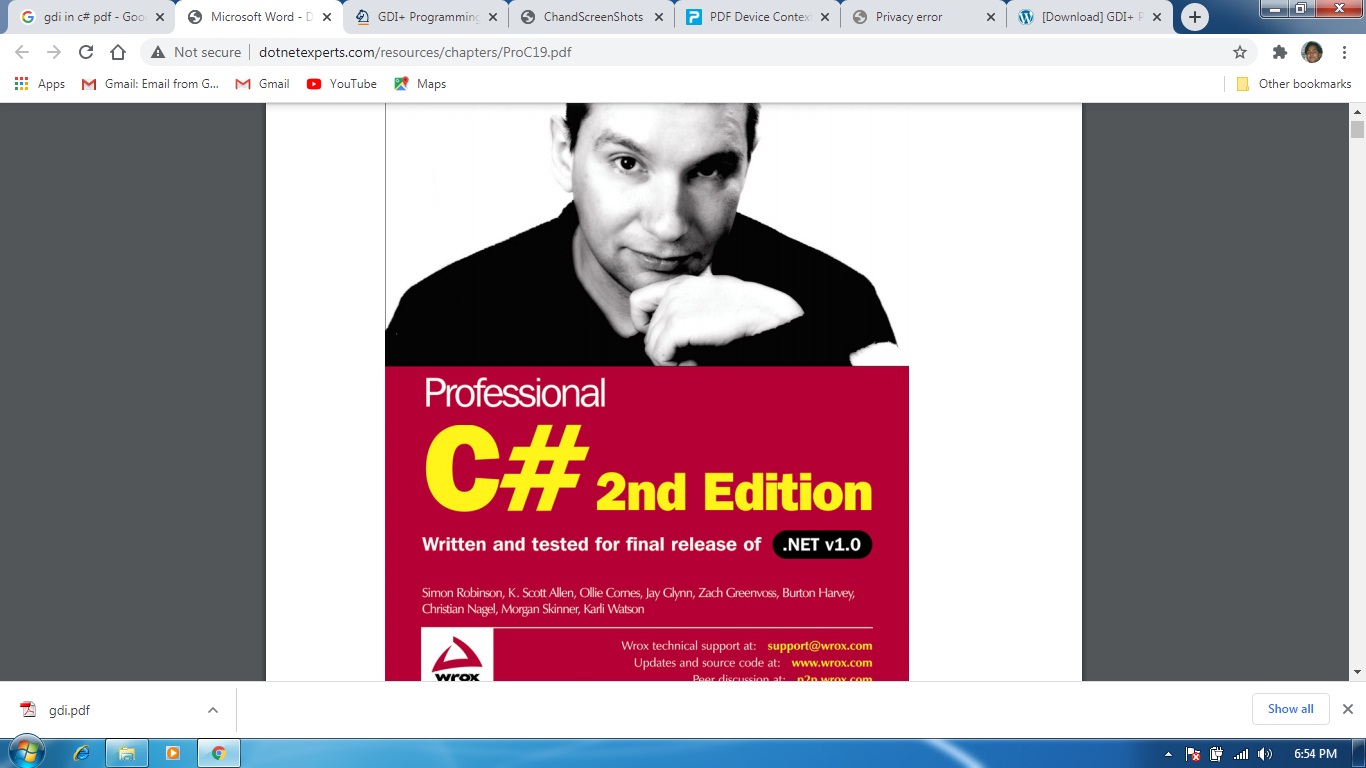 gdi in c# pdf - Goo
Microsoft Word - D
GDI+ Programming
ChandScreenShots
PDF Device Contex
Privacy error
[Download] GDI+ P
Not secure
dotnetexperts.com/resources/chapters/ProC19.pdf
Apps
Gmail: Email from G...
Gmail
YouTube
Maps
Other bookmarks
Professional
C# 2nd Edition
Written and tested for final release of .NET v1.0
Simon Robinson, K. Scott Allen, Ollie Cornes, Jay Glynn, Zach Greenvoss, Burton Harvey,
Christian Nagel, Morgan Skinner, Karli Watson
Wrox technical support at: support@wrox.com
Updates and source code at: www.wrox.com
Peer discussion at: p2p.wrox.com
wrox
gdi.pdf
Show all
6:54 PM